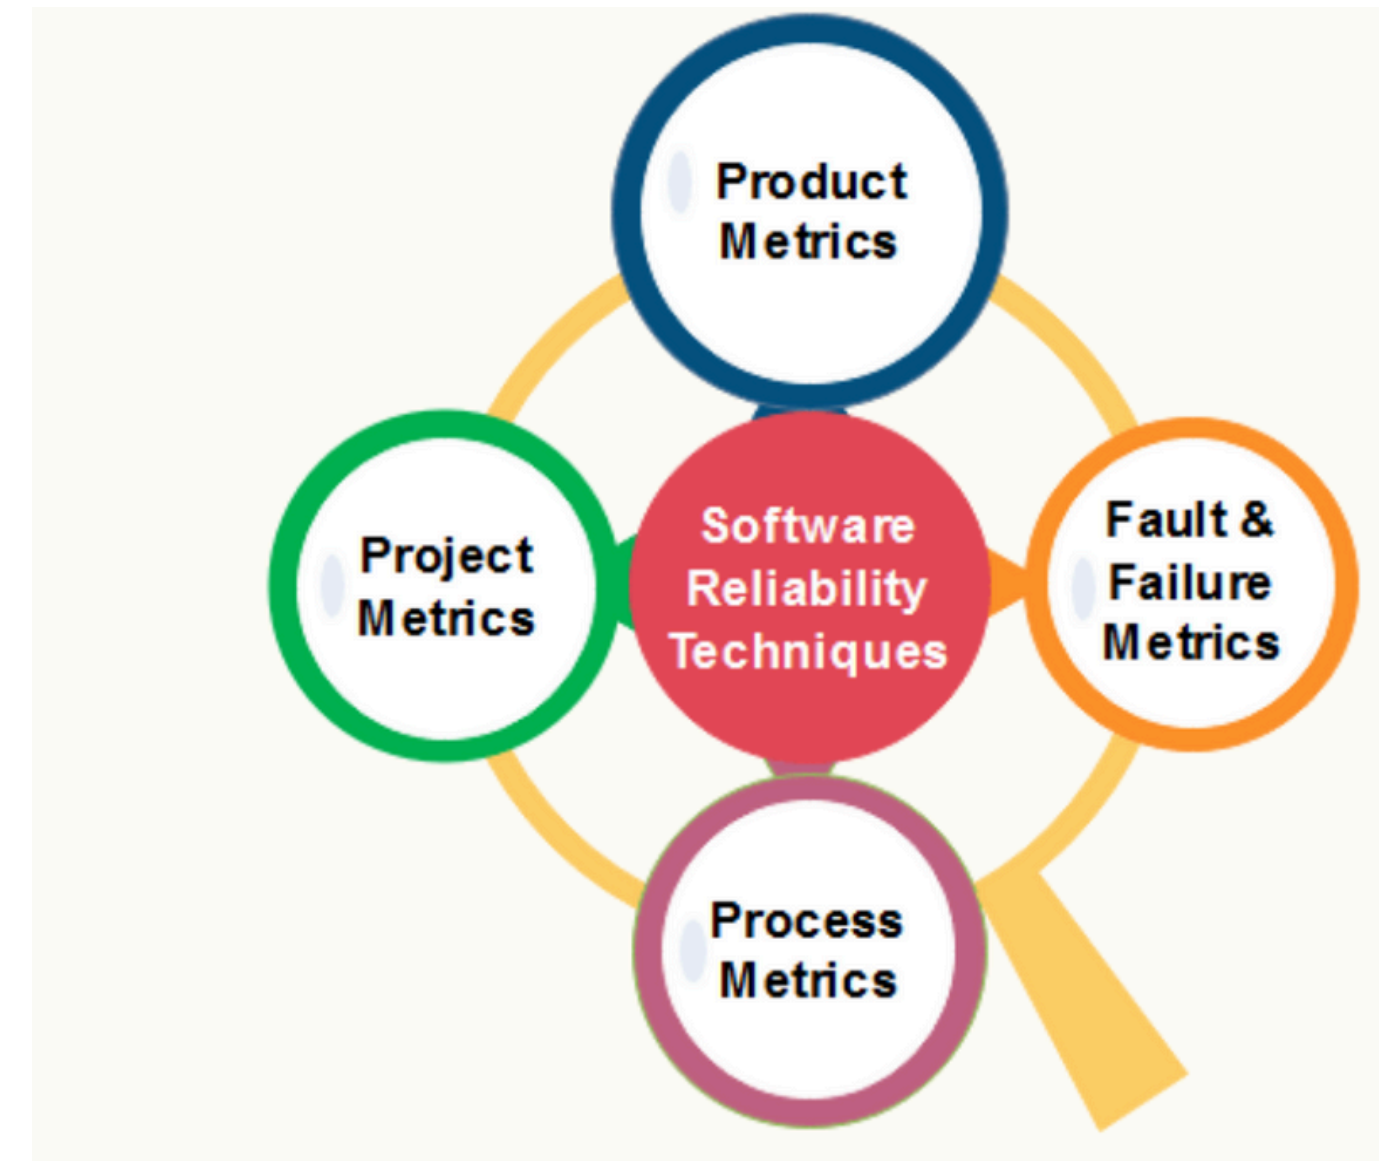 Product
Metrics
Project
Metrics
Software
Reliability
Techniques
Fault &
Failure
Metrics
Process
Metrics